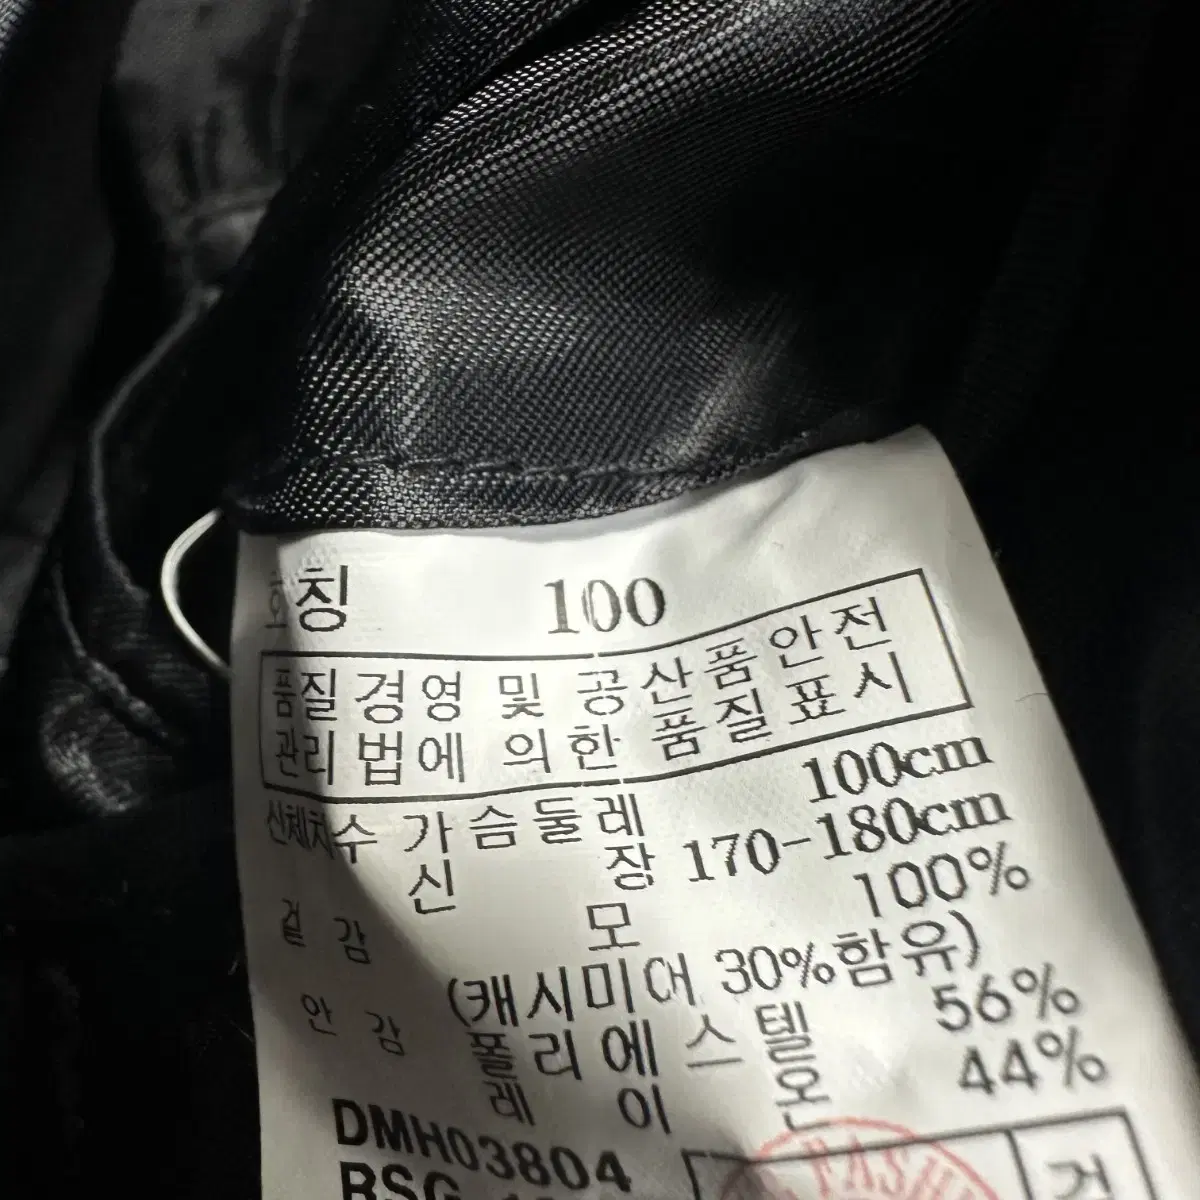 호칭 100
품질경영 및 공산품안전
관리법에 의한 품질표시
신체치수 가슴둘레 100cm
신장 170-180cm
겉감 모 100%
(캐시미어 30%함유)
안감 폴리에스텔 56%
레이온 44%
DMH03804
BSG
FASH
검